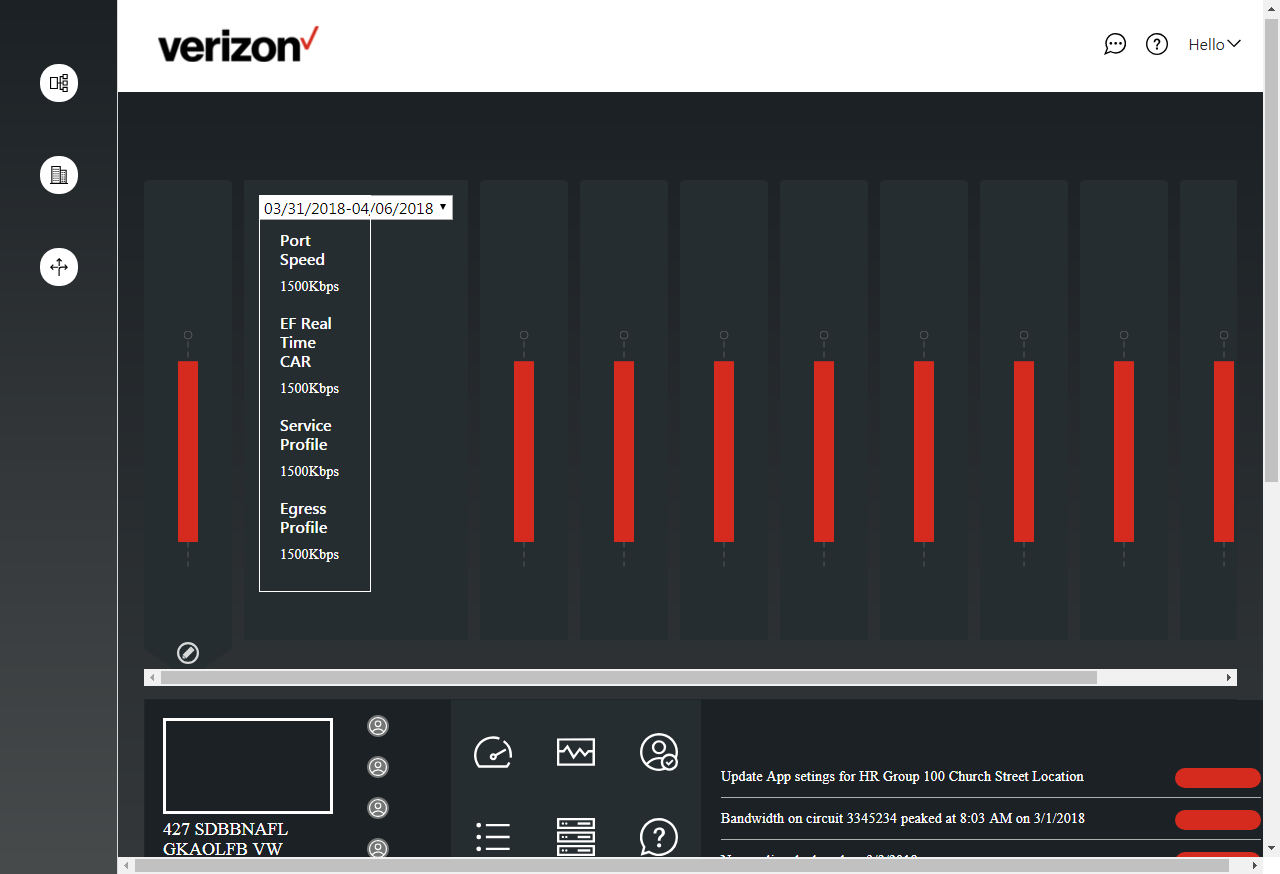 verizon
Hello
03/31/2018-04/06/2018
Port
Speed
1500Kbps
EF Real
Time
CAR
1500Kbps
Service
Profile
1500Kbps
Egress
Profile
1500Kbps
427 SDBBNAFL
GKAOLFB VW
Update App setings for HR Group 100 Church Street Location
Bandwidth on circuit 3345234 peaked at 8:03 AM on 3/1/2018